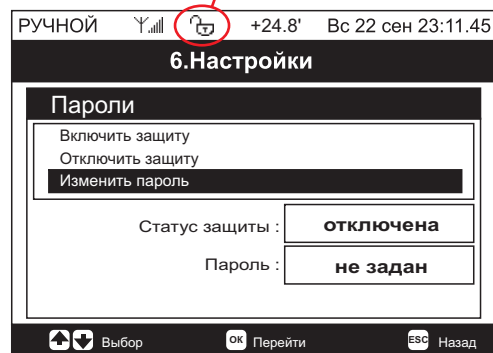 РУЧНОЙ +24.8' Вс 22 сен 23:11.45
6.Настройки
Пароли
Включить защиту
Отключить защиту
Изменить пароль
Статус защиты : отключена
Пароль : не задан
Выбор ОК Перейти ESC Назад